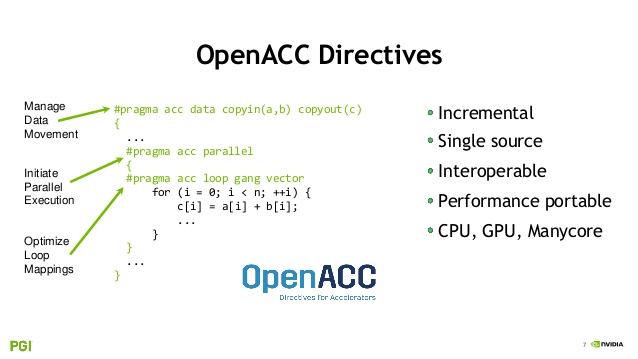 OpenACC Directives
Manage
Data
Movement
Initiate
Parallel
Execution
Optimize
Loop
Mappings
#pragma acc data copyin(a,b) copyout(c)
{
...
#pragma acc parallel
{
#pragma acc loop gang vector
for (i = 0; i < n; ++i) {
c[i] = a[i] + b[i];
...
}
}
...
}
Incremental
Single source
Interoperable
Performance portable
CPU, GPU, Manycore
OpenACC
Directives for Accelerators
PGI
7
NVIDIA